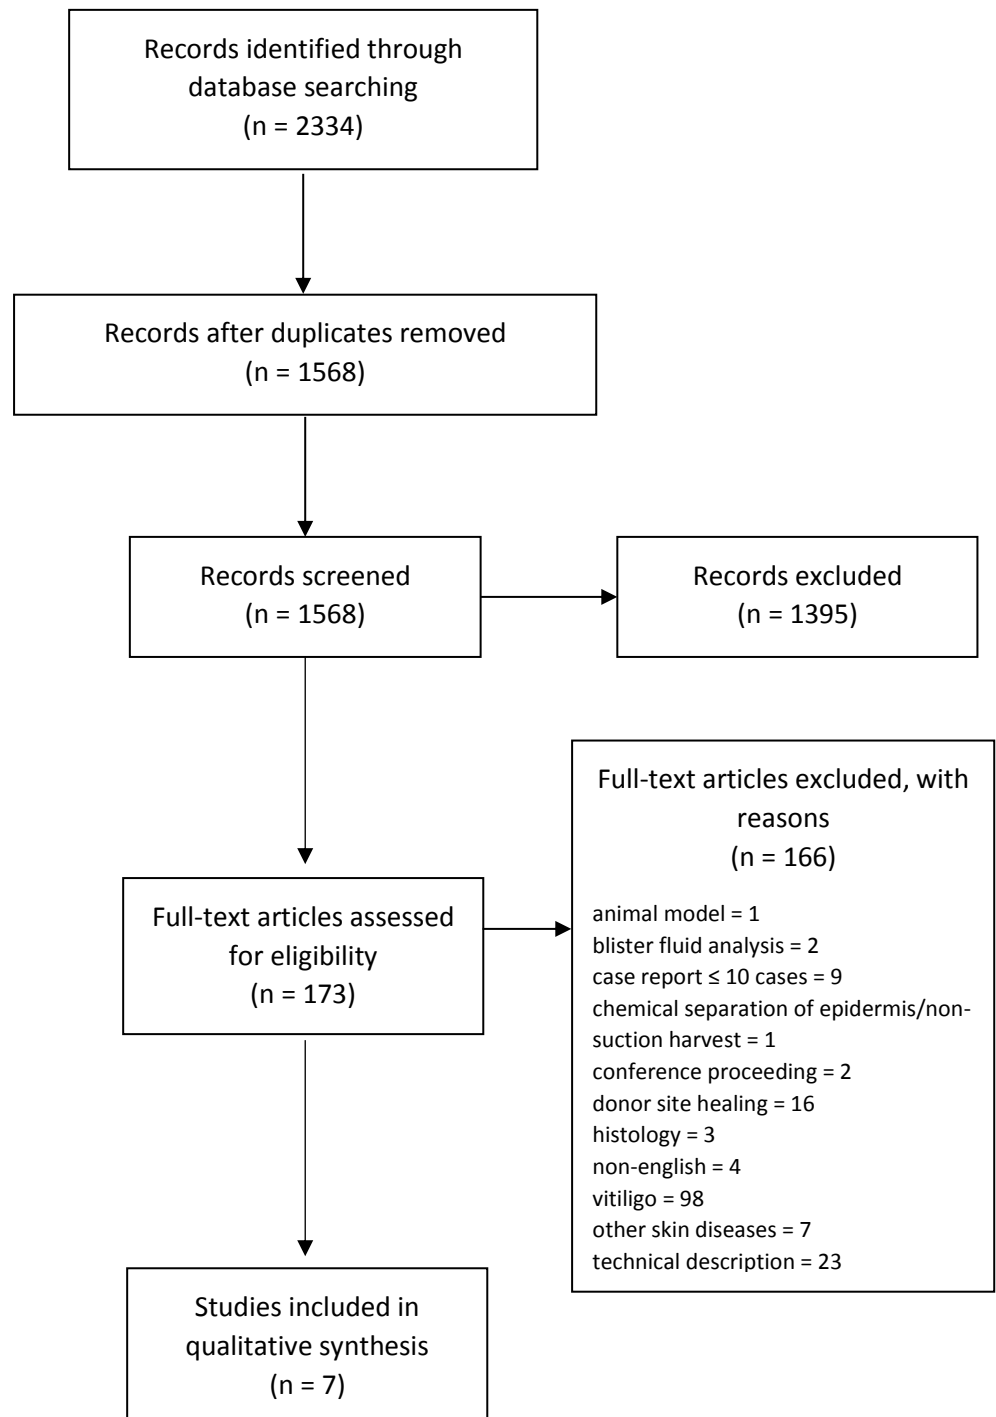 Records identified through
database searching
(n = 2334)
Records after duplicates removed
(n = 1568)
Records screened
(n = 1568)
Records excluded
(n = 1395)
Full-text articles assessed
for eligibility
(n = 173)
Full-text articles excluded, with
reasons
(n = 166)
animal model = 1
blister fluid analysis = 2
case report ≤ 10 cases = 9
chemical separation of epidermis/non-
suction harvest = 1
conference proceeding = 2
donor site healing = 16
histology = 3
non-english = 4
vitiligo = 98
other skin diseases = 7
technical description = 23
Studies included in
qualitative synthesis
(n = 7)